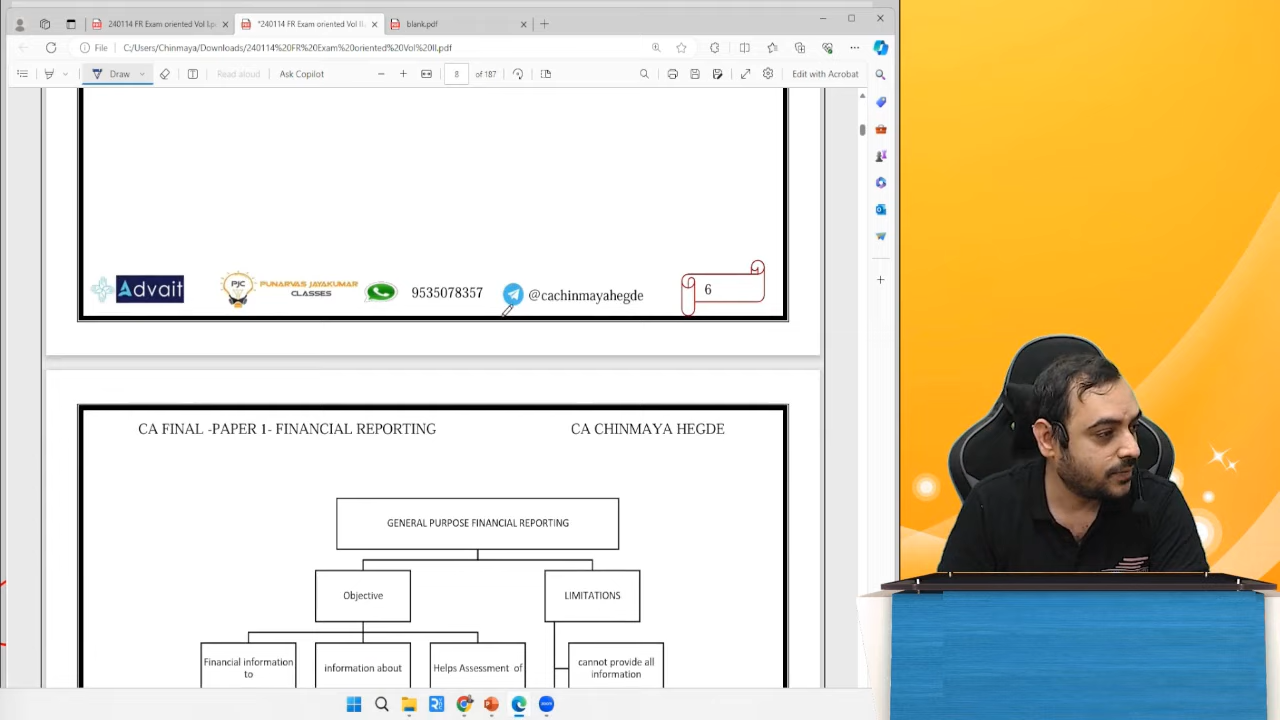 240114 FR Exam oriented Vol I.p
*240114 FR Exam oriented Vol II.
blank.pdf
File
C:/Users/Chinmaya/Downloads/240114%20FR%20Exam%20oriented%20Vol%20II.pdf
Draw
Read aloud
Ask Copilot
8
of 187
Edit with Acrobat
Advait
PJC
PUNARVAS JAYAKUMAR
CLASSES
9535078357
@cachinmayahegde
6
CA FINAL -PAPER 1- FINANCIAL REPORTING
CA CHINMAYA HEGDE
GENERAL PURPOSE FINANCIAL REPORTING
Objective
LIMITATIONS
Financial information
to
information about
Helps Assessment of
cannot provide all
information